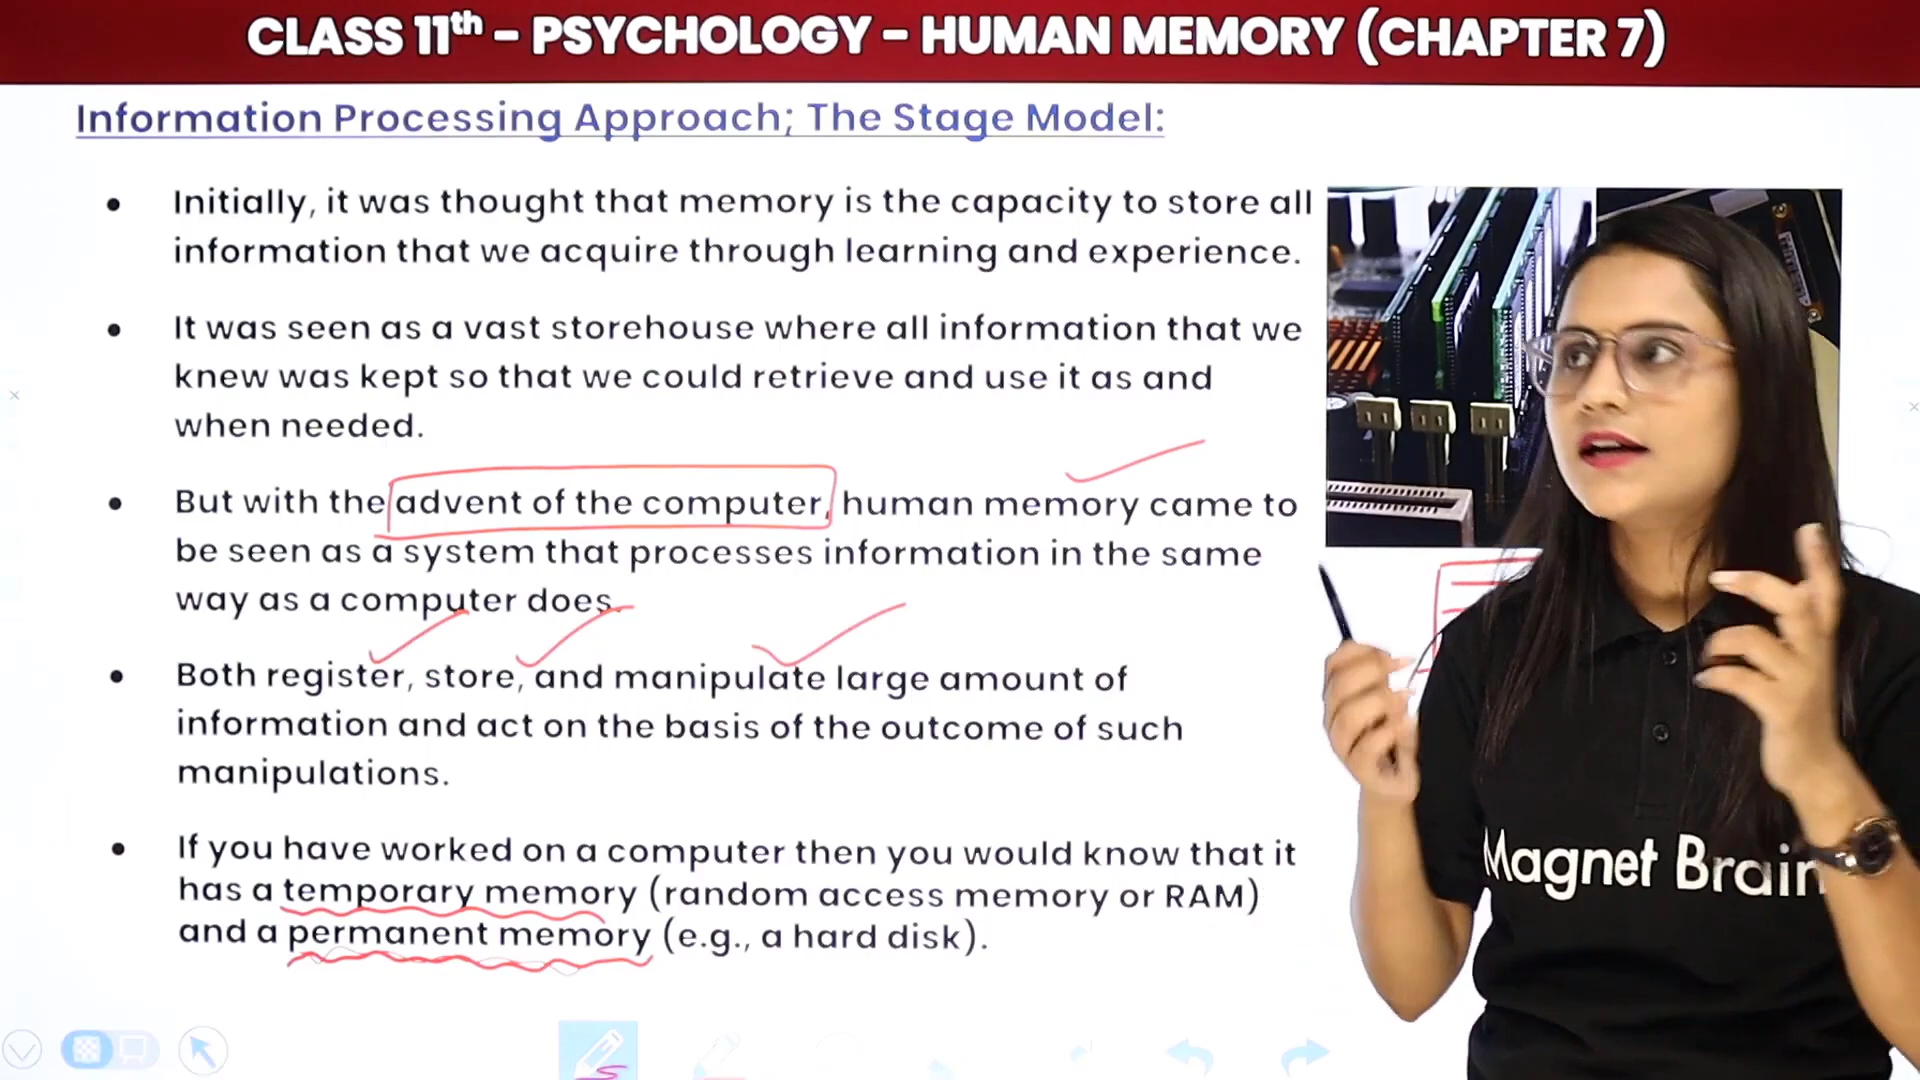 CLASS 11th - PSYCHOLOGY - HUMAN MEMORY (CHAPTER 7)
Information Processing Approach; The Stage Model:
• Initially, it was thought that memory is the capacity to store all
information that we acquire through learning and experience.
• It was seen as a vast storehouse where all information that we
knew was kept so that we could retrieve and use it as and
when needed.
• But with the advent of the computer, human memory came to
be seen as a system that processes information in the same
way as a computer does.
• Both register, store, and manipulate large amount of
information and act on the basis of the outcome of such
manipulations.
• If you have worked on a computer then you would know that it
has a temporary memory (random access memory or RAM)
and a permanent memory (e.g., a hard disk).
Magnet Brain